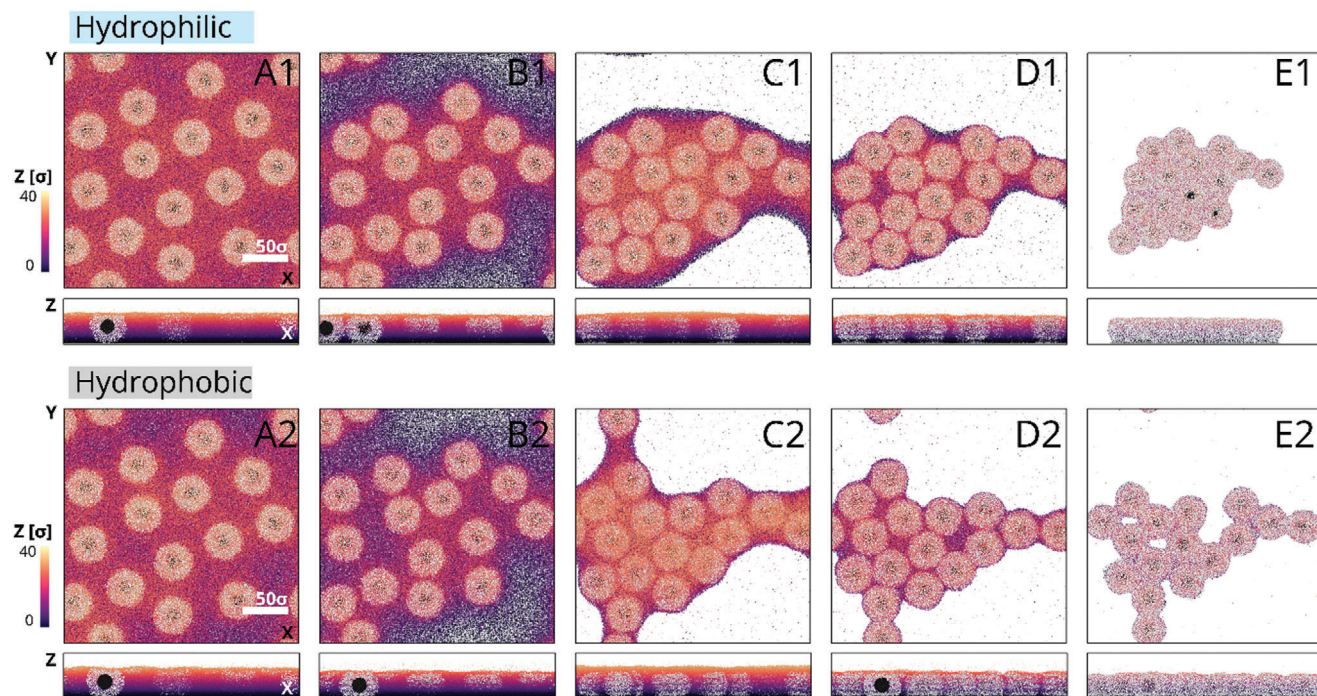 Hydrophilic
Y
A1
B1
C1
D1
E1
Z [σ]
40
0
50σ
X
Z
X
Hydrophobic
Y
A2
B2
C2
D2
E2
Z [σ]
40
0
50σ
X
Z
X